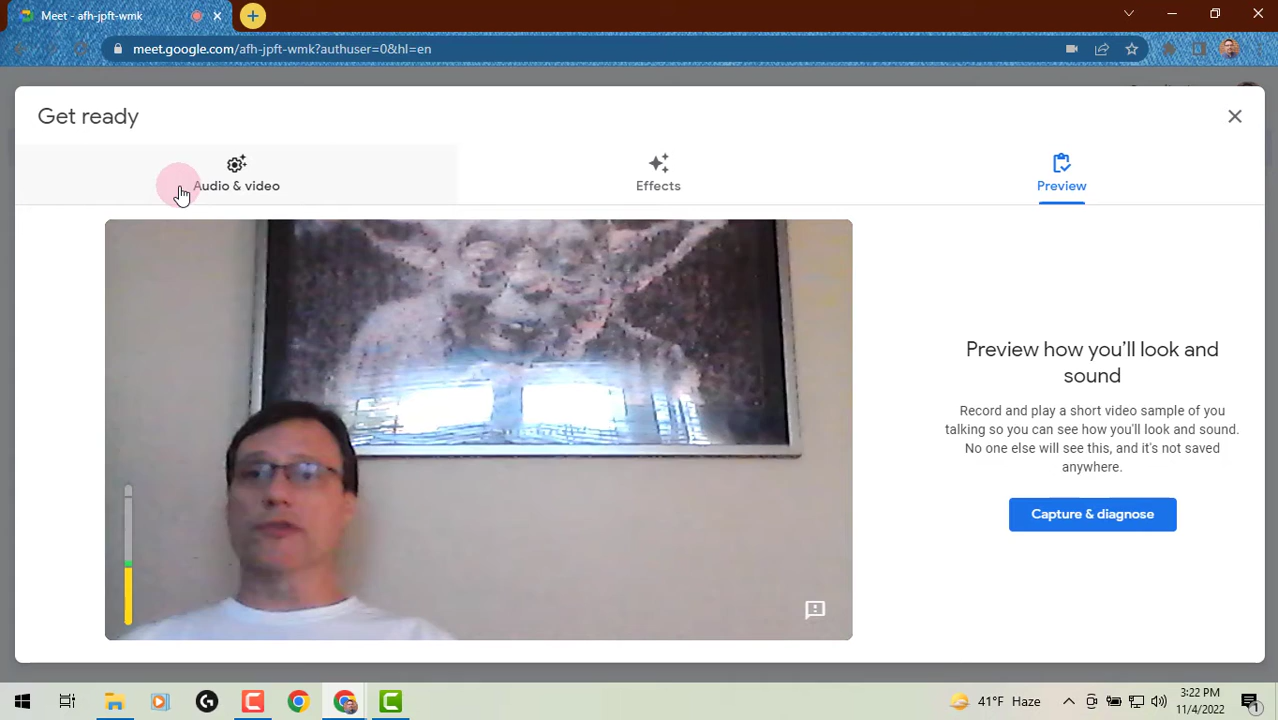 Meet - afh-jpft-wmk
meet.google.com/afh-jpft-wmk?authuser=0&hl=en
Get ready
Audio & video
Effects
Preview
Preview how you'll look and
sound
Record and play a short video sample of you
talking so you can see how you'll look and sound.
No one else will see this, and it's not saved
anywhere.
Capture & diagnose
41°F Haze
3:22 PM
11/4/2022
1